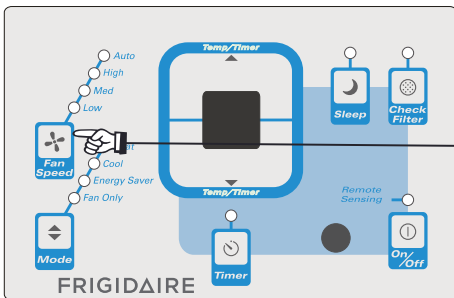 Temp/Timer
Auto
High
Med
Low
Fan
Speed
Cool
Energy Saver
Fan Only
Mode
Temp/Timer
Timer
Sleep
Check
Filter
Remote
Sensing
On/Off
FRIGIDAIRE